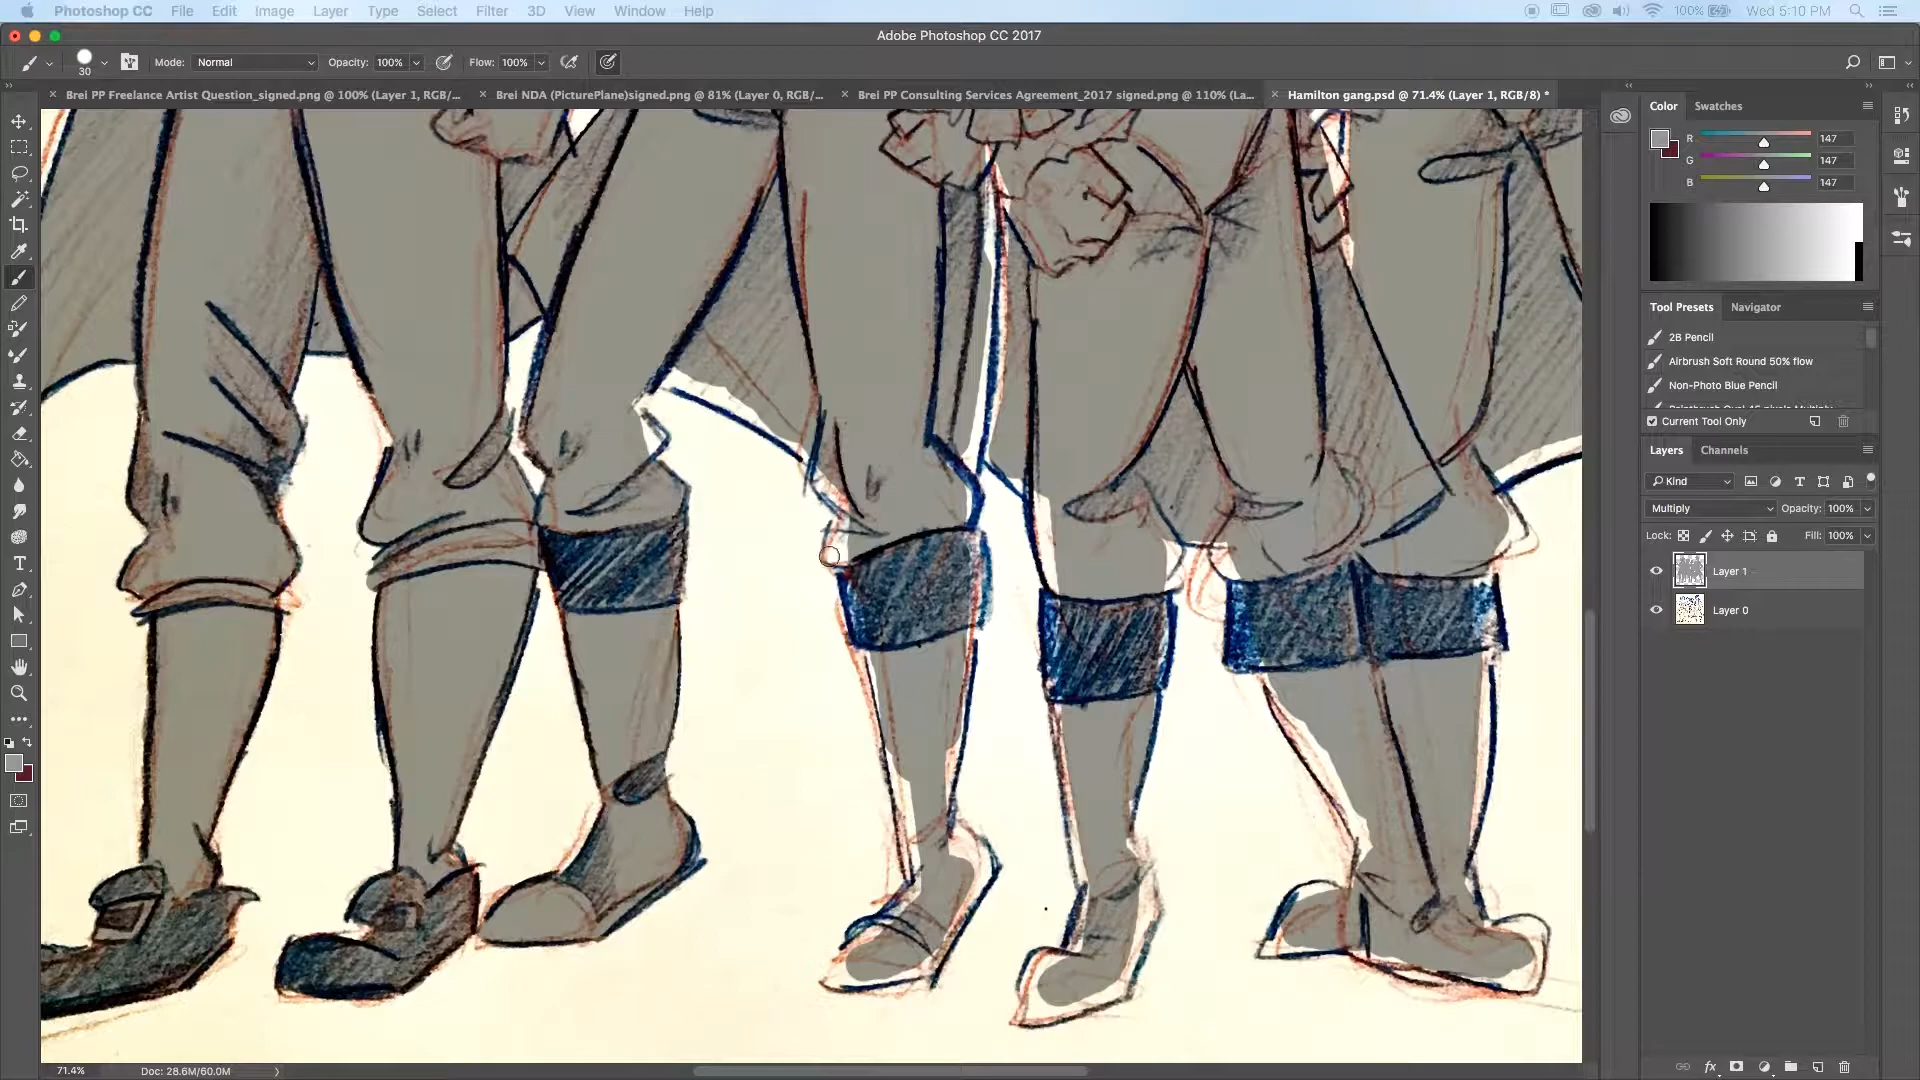 Photoshop CC File Edit Image Layer Type Select Filter 3D View Window Help 100% Wed 5:10 PM
Adobe Photoshop CC 2017
30 Mode: Normal Opacity: 100% Flow: 100%
Brei PP Freelance Artist Question_signed.png @ 100% (Layer 1, RGB/... Brei NDA (PicturePlane)signed.png @ 81% (Layer 0, RGB/... Brei PP Consulting Services Agreement_2017 signed.png @ 110% (La... Hamilton gang.psd @ 71.4% (Layer 1, RGB/8) *
Color Swatches
R 147
G 147
B 147
Tool Presets Navigator
2B Pencil
Airbrush Soft Round 50% flow
Non-Photo Blue Pencil
Current Tool Only
Layers Channels
Kind
Multiply Opacity: 100%
Lock: Fill: 100%
Layer 1
Layer 0
71.4% Doc: 28.6M/60.0M